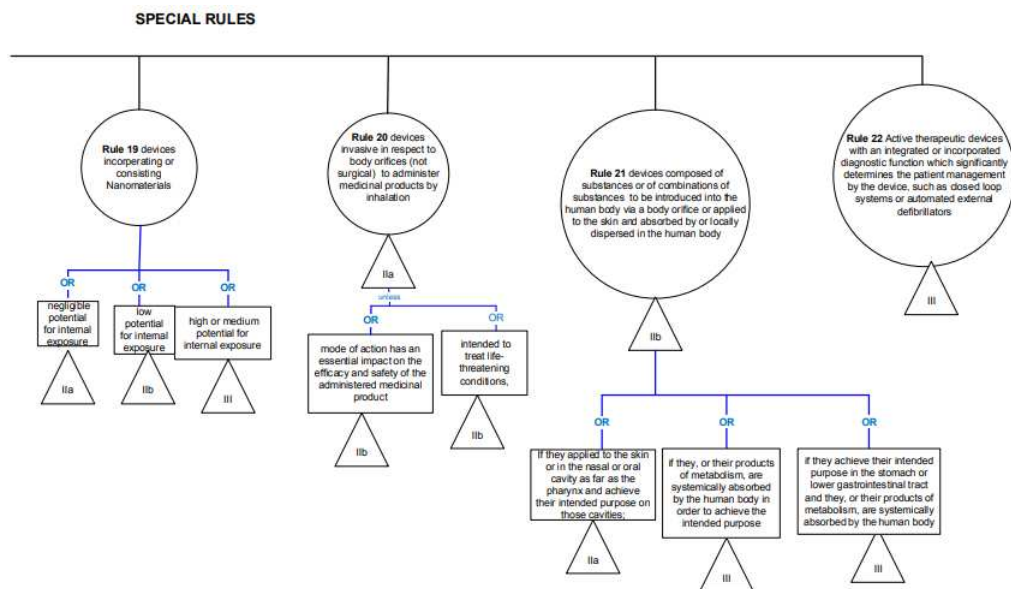 SPECIAL RULES
Rule 19 devices
incorperating or
consisting
Nanomaterials
OR
OR
OR
negligible
potential
for internal
exposure
low
potential
for internal
exposure
high or medium
potential for
internal exposure
IIa
IIb
III
Rule 20 devices
invasive in respect to
body orifices (not
surgical) to administer
medicinal products by
inhalation
IIa
unless
OR
OR
mode of action has an
essential impact on the
efficacy and safety of the
administered medicinal
product
intended to
treat life-
threatening
conditions,
IIb
IIb
Rule 21 devices composed of
substances or of combinations of
substances to be introduced into the
human body via a body orifice or applied
to the skin and absorbed by or locally
dispersed in the human body
IIb
OR
OR
OR
If they applied to the skin
or in the nasal or oral
cavity as far as the
pharynx and achieve
their intended purpose on
those cavities;
if they, or their products
of metabolism, are
systemically absorbed
by the human body in
order to achieve the
intended purpose
if they achieve their intended
purpose in the stomach or
lower gastrointestinal tract
and they, or their products of
metabolism, are systemically
absorbed by the human body
IIa
III
III
Rule 22 Active therapeutic devices
with an integrated or incorporated
diagnostic function which significantly
determines the patient management
by the device, such as closed loop
systems or automated external
defibrillators
III